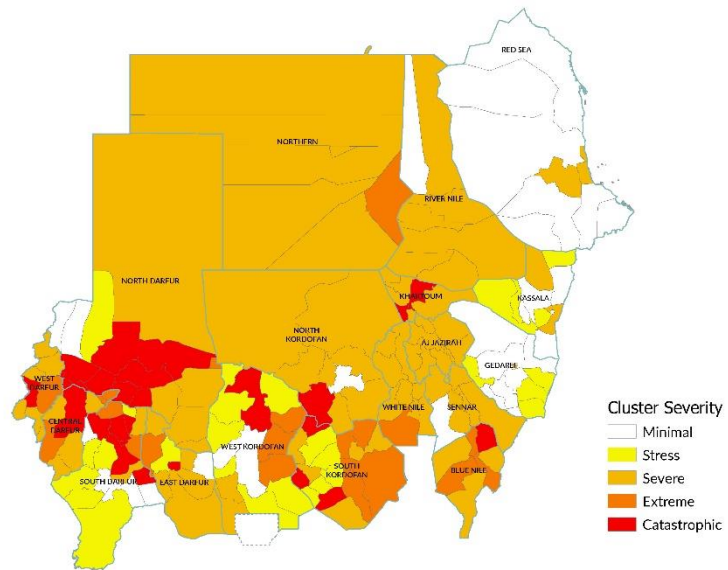 RED SEA
NORTHERN
RIVER NILE
NORTH DARFUR
KHARTOUM
KASSALA
NORTH
KORDOFAN
AJ JAZIRAH
GEDAREF
WEST
DARFUR
CENTRAL
DARFUR
WHITE NILE
SENNAR
WEST KORDOFAN
SOUTH
KORDOFAN
BLUE NILE
SOUTH DARFUR
EAST DARFUR
Cluster Severity
Minimal
Stress
Severe
Extreme
Catastrophic